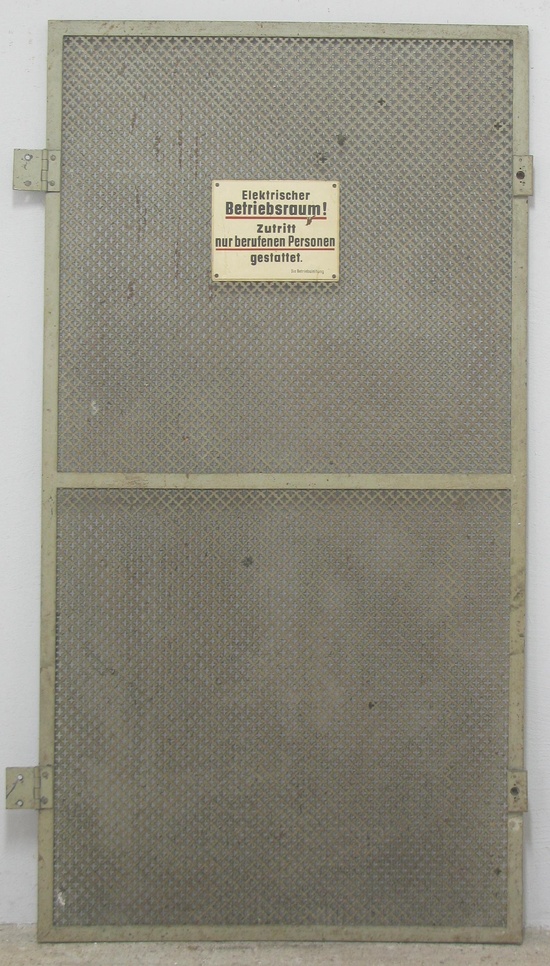 Elektrischer
Betriebsraum!
Zutritt
nur berufenen Personen
gestattet.